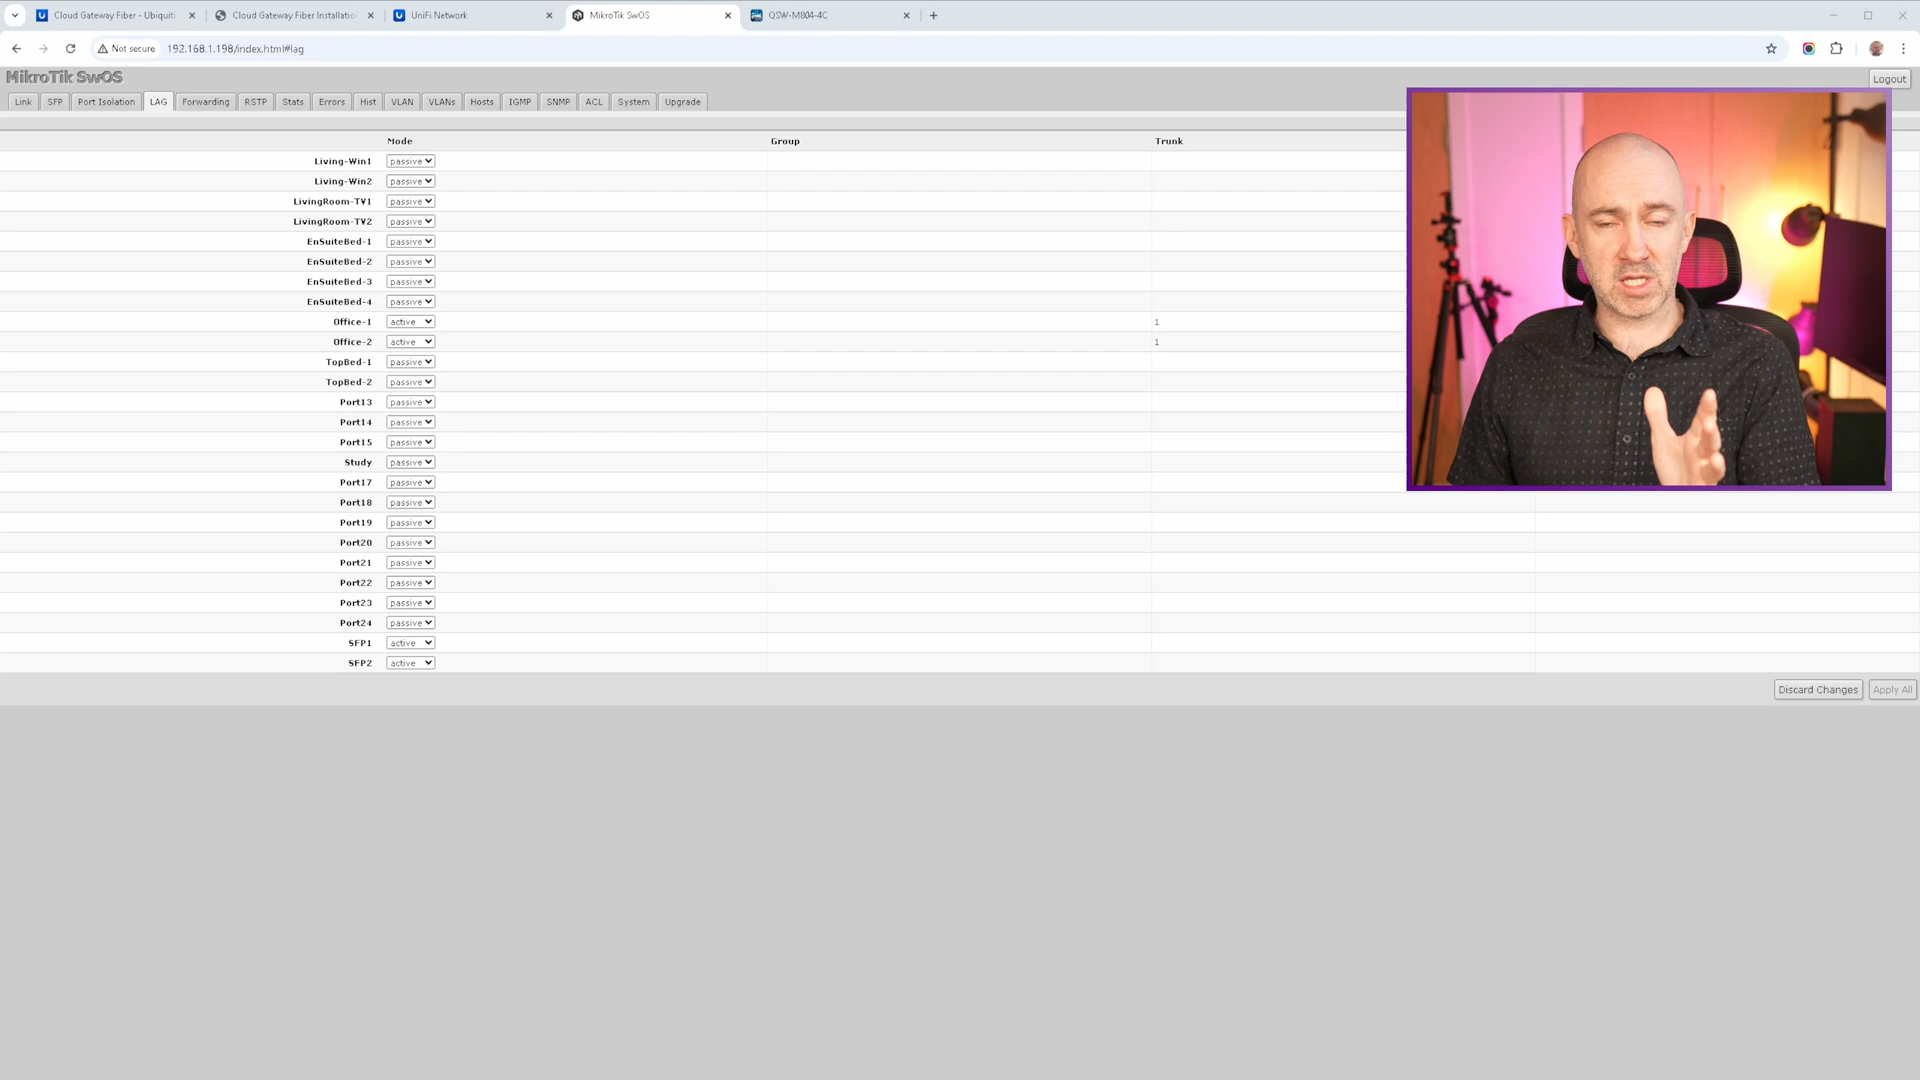 Cloud Gateway Fiber - Ubiquiti
Cloud Gateway Fiber Installation
UniFi Network
MikroTik SwOS
QSW-M804-4C
Not secure
192.168.1.198/index.html#lag
MikroTik SwOS
Logout
Link SFP Port Isolation LAG Forwarding RSTP Stats Errors Hist VLAN VLANs Hosts IGMP SNMP ACL System Upgrade
Mode Group Trunk
Living-Win1 passive
Living-Win2 passive
LivingRoom-TV1 passive
LivingRoom-TV2 passive
EnSuiteBed-1 passive
EnSuiteBed-2 passive
EnSuiteBed-3 passive
EnSuiteBed-4 passive
Office-1 active 1
Office-2 active 1
TopBed-1 passive
TopBed-2 passive
Port13 passive
Port14 passive
Port15 passive
Study passive
Port17 passive
Port18 passive
Port19 passive
Port20 passive
Port21 passive
Port22 passive
Port23 passive
Port24 passive
SFP1 active
SFP2 active
Discard Changes Apply All